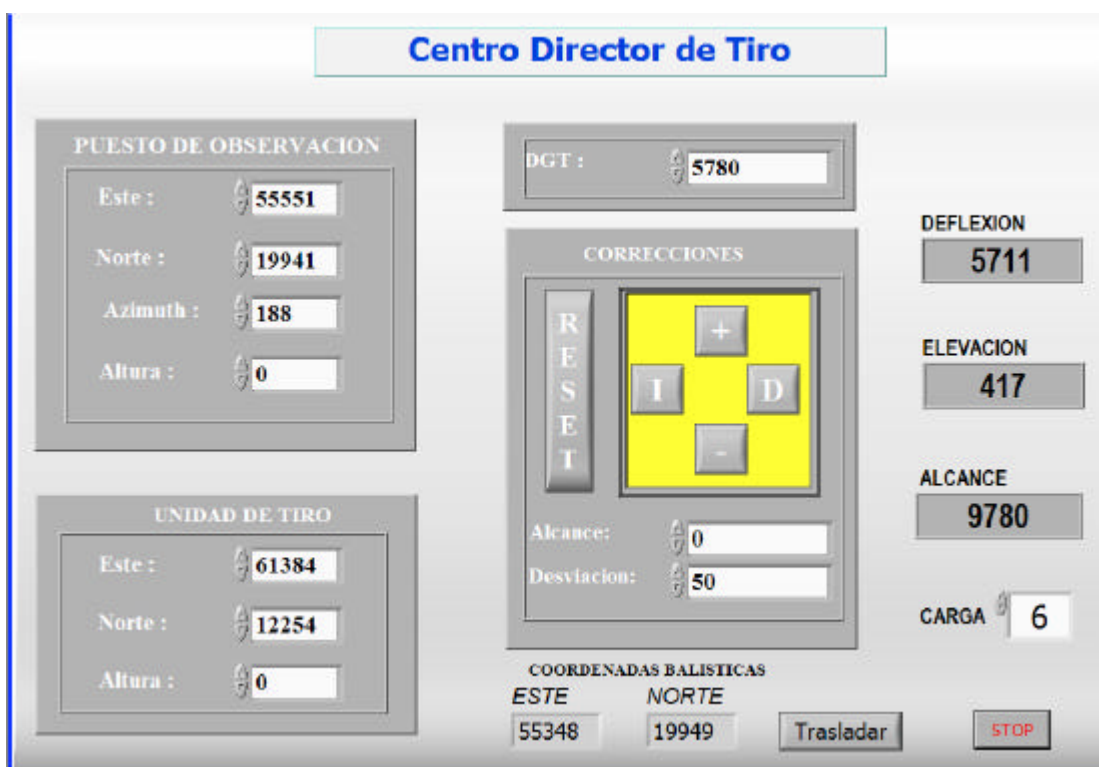 Centro Director de Tiro
PUESTO DE OBSERVACION
Este : 55551
Norte : 19941
Azimuth : 188
Altura : 0
UNIDAD DE TIRO
Este : 61384
Norte : 12254
Altura : 0
DGT : 5780
CORRECCIONES
RESET
+
I D
-
Alcance: 0
Desviacion: 50
COORDENADAS BALISTICAS
ESTE NORTE
55348 19949 Trasladar
DEFLEXION
5711
ELEVACION
417
ALCANCE
9780
CARGA 6
STOP